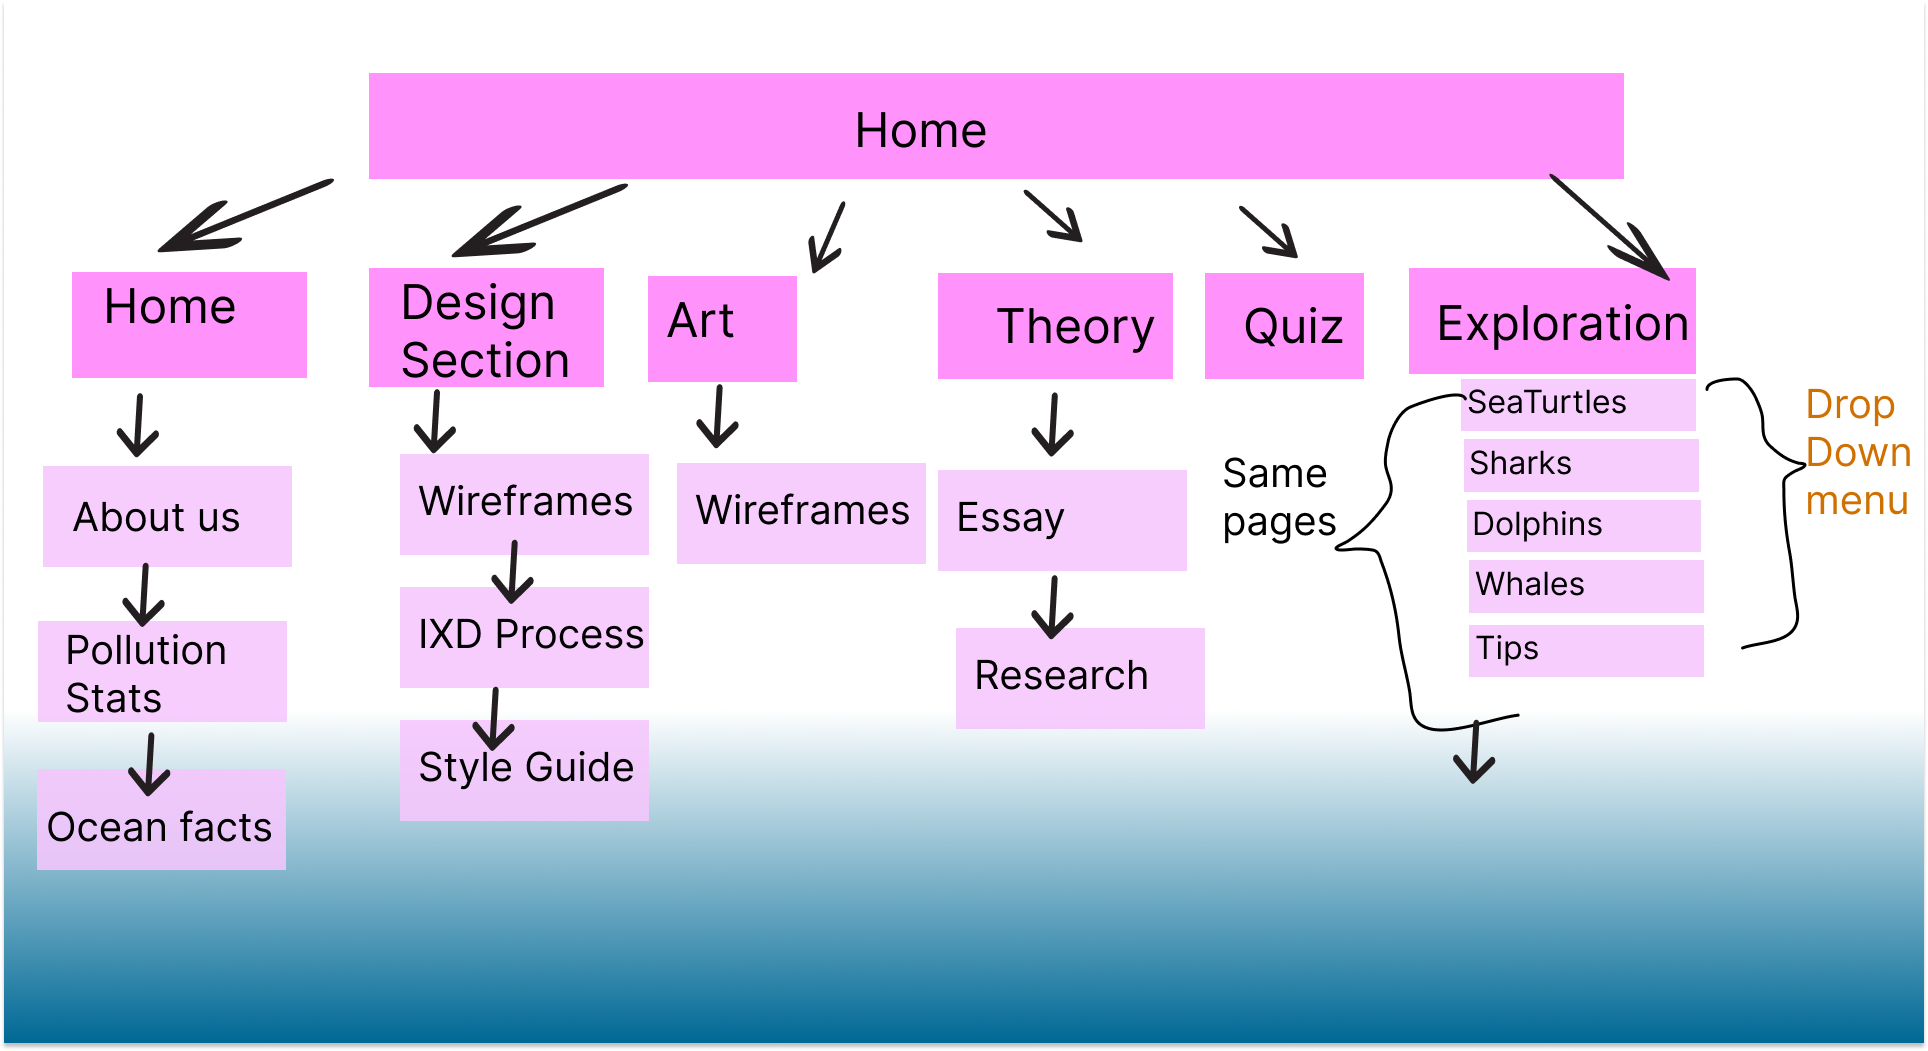 Home
Home
Design
Section
Art
Theory
Quiz
Exploration
About us
Pollution
Stats
Ocean facts
Wireframes
IXD Process
Style Guide
Wireframes
Essay
Research
Same
pages
SeaTurtles
Sharks
Dolphins
Whales
Tips
Drop
Down
menu